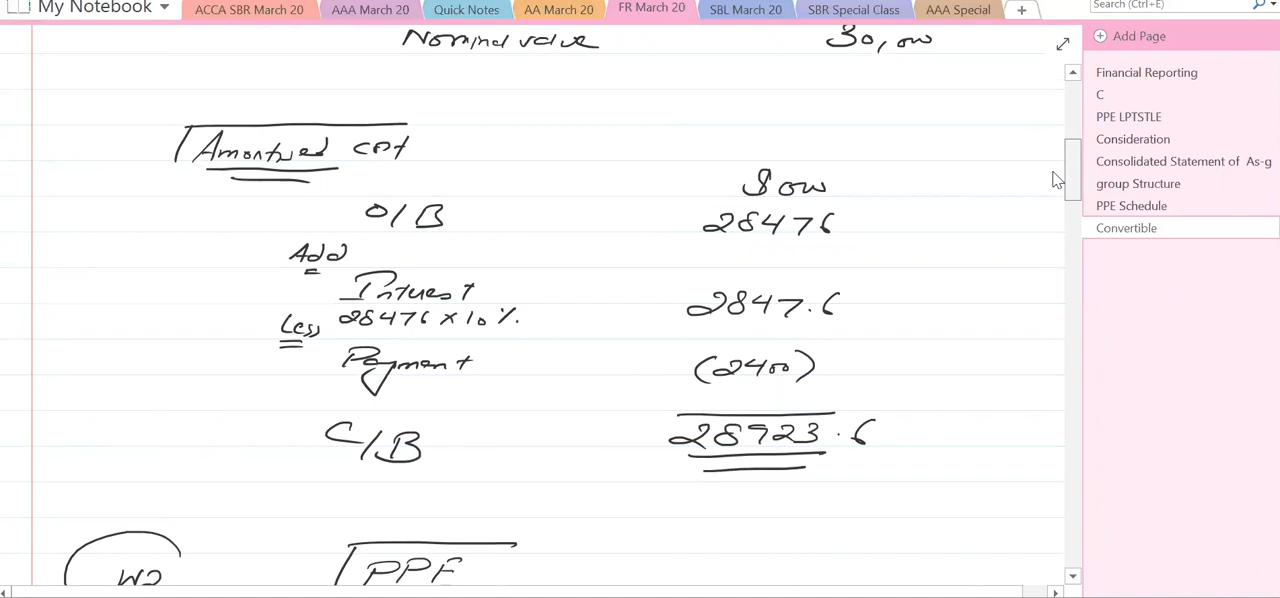 My Notebook
ACCA SBR March 20
AAA March 20
Quick Notes
AA March 20
FR March 20
SBL March 20
SBR Special Class
AAA Special
Search (Ctrl+E)
Nominal value 30,000
Amortized cost
$ 000
O/B 28476
Add
Interest
28476 x 10 %. 2847.6
Less
Payment (2400)
C/B 28923.6
W2 PPE
Add Page
Financial Reporting
C
PPE LPTSTLE
Consideration
Consolidated Statement of As-g
group Structure
PPE Schedule
Convertible